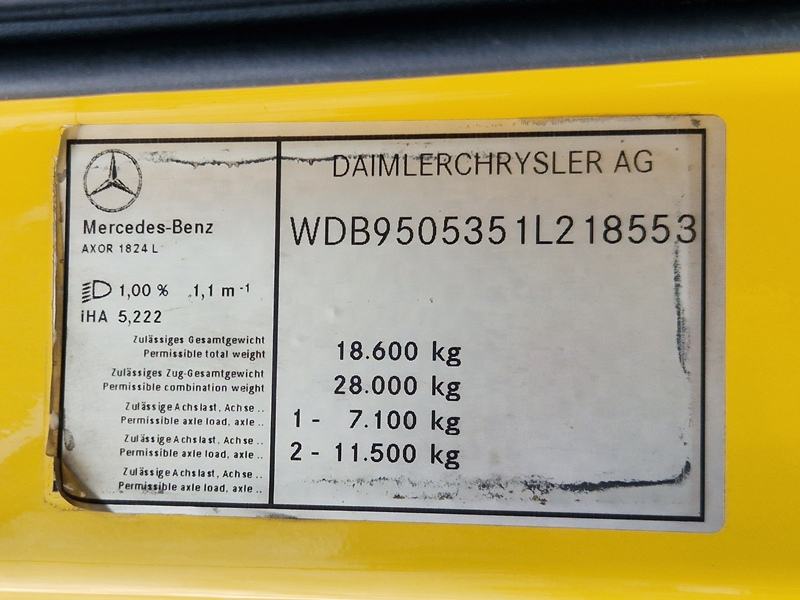 DAIMLERCHRYSLER AG
Mercedes-Benz
AXOR 1824 L
WDB9505351L218553
1,00 % 1,1 m⁻¹
iHA 5,222
Zulässiges Gesamtgewicht
Permissible total weight
18.600 kg
Zulässiges Zug-Gesamtgewicht
Permissible combination weight
28.000 kg
Zulässige Achslast, Achse ..
Permissible axle load, axle ..
1 - 7.100 kg
Zulässige Achslast, Achse ..
Permissible axle load, axle ..
2 - 11.500 kg
Zulässige Achslast, Achse ..
Permissible axle load, axle ..